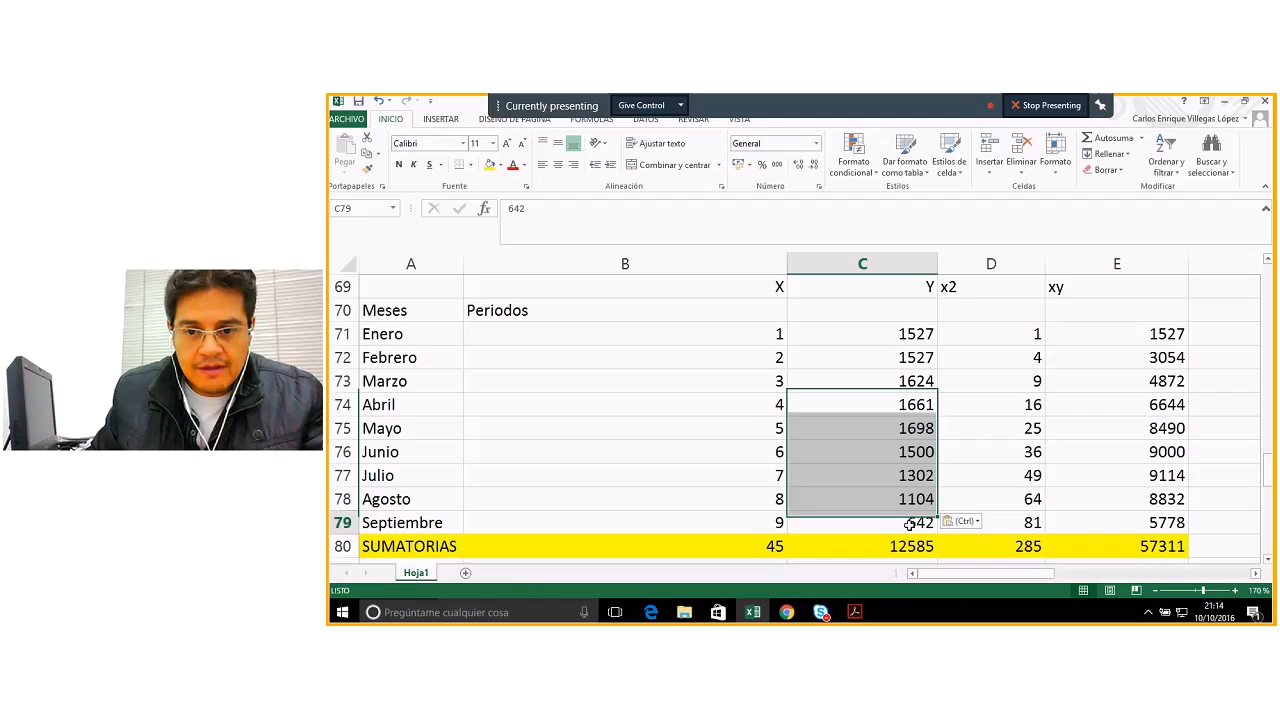 Currently presenting Give Control Stop Presenting
ARCHIVO INICIO INSERTAR DISEÑO DE PÁGINA FÓRMULAS DATOS REVISAR VISTA Carlos Enrique Villegas López
Calibri 11 Ajustar texto General Autosuma
Pegar N K S Combinar y centrar % 000 Formato condicional Dar formato como tabla Estilos de celda Insertar Eliminar Formato Rellenar Borrar Ordenar y filtrar Buscar y seleccionar
Portapapeles Fuente Alineación Número Estilos Celdas Modificar
C79 fx 642
A B C D E
69 X Y x2 xy
70 Meses Periodos
71 Enero 1 1527 1 1527
72 Febrero 2 1527 4 3054
73 Marzo 3 1624 9 4872
74 Abril 4 1661 16 6644
75 Mayo 5 1698 25 8490
76 Junio 6 1500 36 9000
77 Julio 7 1302 49 9114
78 Agosto 8 1104 64 8832
79 Septiembre 9 642 (Ctrl) 81 5778
80 SUMATORIAS 45 12585 285 57311
Hoja1
LISTO 170 %
Pregúntame cualquier cosa 21:14
10/10/2016